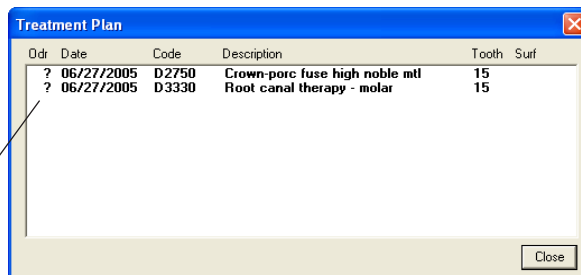 Treatment Plan
Odr Date Code Description Tooth Surf
? 06/27/2005 D2750 Crown-porc fuse high noble mtl 15
? 06/27/2005 D3330 Root canal therapy - molar 15
Close